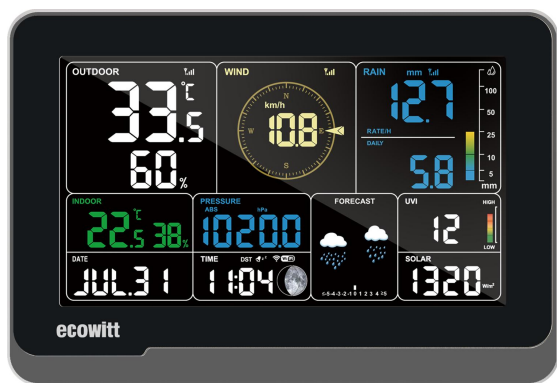 OUTDOOR
33.5 °C
60%
WIND
N
km/h
W 10.8 E
S
RAIN mm
12.7
RATE/H
DAILY
5.8
100
50
25
10
5
mm
INDOOR
22.5 °C 38%
PRESSURE
ABS hPa
1020.0
FORECAST
UVI
12
HIGH
LOW
DATE
JUL.31
TIME DST
11:04
≤-5-4-3-2-1 0 1 2 3 4 ≥5
SOLAR
1320 W/m²
ecowitt